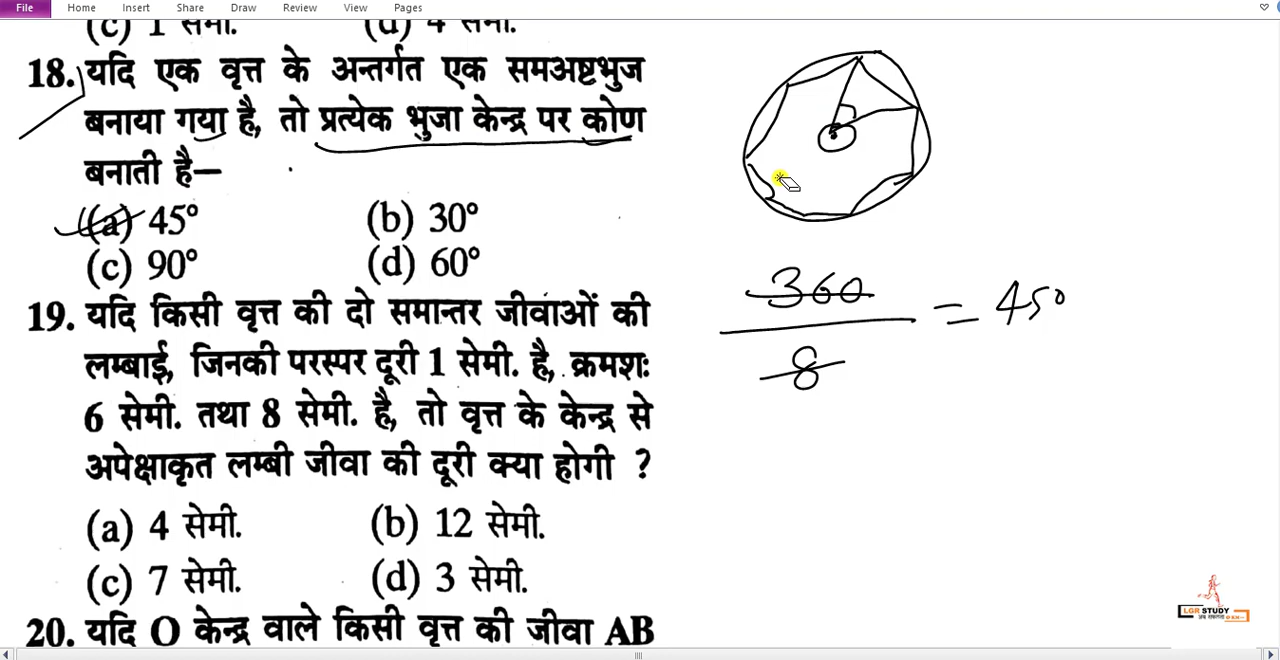 File Home Insert Share Draw Review View Pages
(c) 1 सेमी. (d) 4 सेमी.
18. यदि एक वृत्त के अन्तर्गत एक समअष्टभुज
बनाया गया है, तो प्रत्येक भुजा केन्द्र पर कोण
बनाती है—
(a) 45° (b) 30°
(c) 90° (d) 60°
19. यदि किसी वृत्त की दो समान्तर जीवाओं की
लम्बाई, जिनकी परस्पर दूरी 1 सेमी. है, क्रमशः
6 सेमी. तथा 8 सेमी. है, तो वृत्त के केन्द्र से
अपेक्षाकृत लम्बी जीवा की दूरी क्या होगी ?
(a) 4 सेमी. (b) 12 सेमी.
(c) 7 सेमी. (d) 3 सेमी.
20. यदि O केन्द्र वाले किसी वृत्त की जीवा AB
360
8
= 45°
LGR STUDY